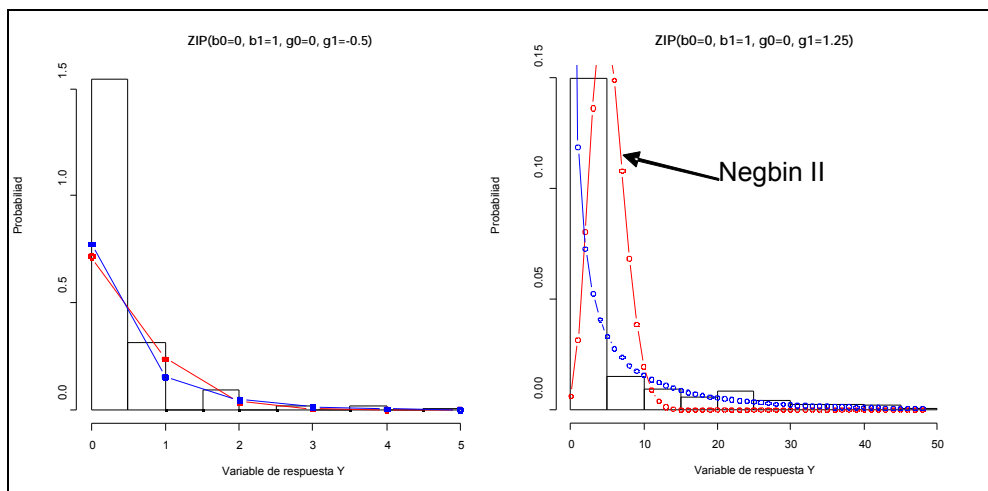 ZIP(b0=0, b1=1, g0=0, g1=-0.5)
Probabiliad
1.5
1.0
0.5
0.0
0 1 2 3 4 5
Variable de respuesta Y
ZIP(b0=0, b1=1, g0=0, g1=1.25)
Probabiliad
0.15
0.10
0.05
0.00
Negbin II
0 10 20 30 40 50
Variable de respuesta Y